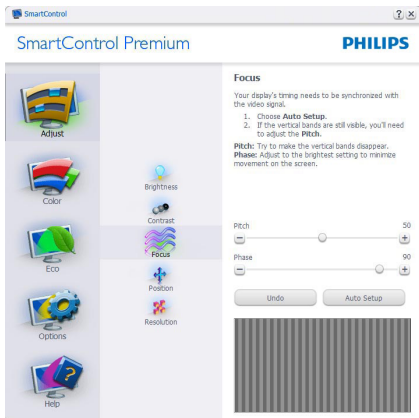 SmartControl
? ×
SmartControl Premium
PHILIPS
Adjust
Color
Eco
Options
Help
Brightness
Contrast
Focus
Position
Resolution
Focus
Your display's timing needs to be synchronized with
the video signal.
1. Choose Auto Setup.
2. If the vertical bands are still visible, you'll need
to adjust the Pitch.
Pitch: Try to make the vertical bands disappear.
Phase: Adjust to the brightest setting to minimize
movement on the screen.
Pitch 50
Phase 90
Undo Auto Setup